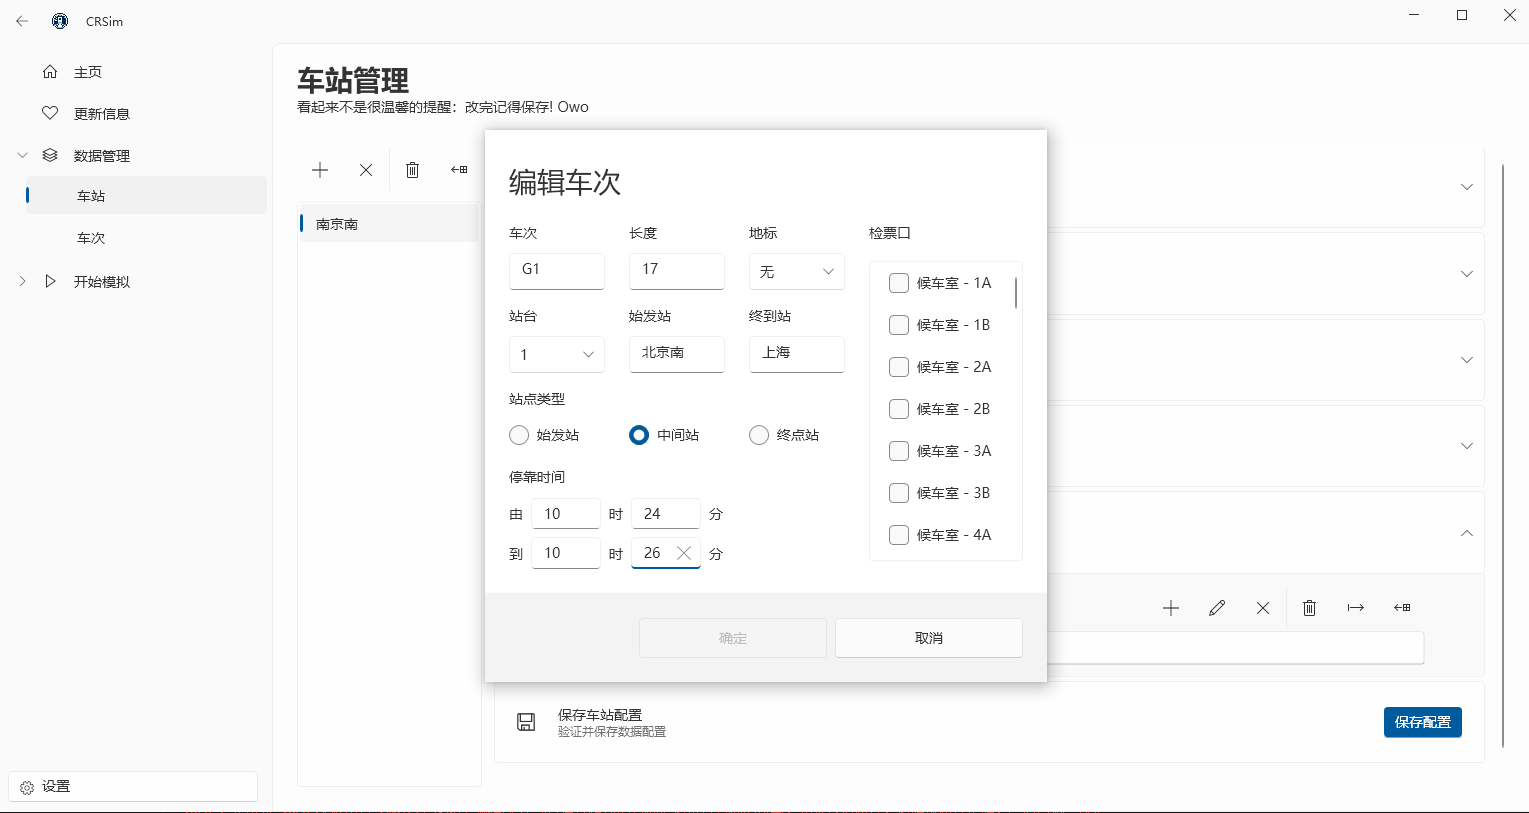 CRSim
主页
更新信息
数据管理
车站
车次
开始模拟
设置
车站管理
看起来不是很温馨的提醒：改完记得保存! Owo
南京南
编辑车次
车次
长度
地标
检票口
G1
17
无
候车室 - 1A
候车室 - 1B
候车室 - 2A
候车室 - 2B
候车室 - 3A
候车室 - 3B
候车室 - 4A
站台
始发站
终到站
1
北京南
上海
站点类型
始发站
中间站
终点站
停靠时间
由 10 时 24 分
到 10 时 26 分
确定
取消
保存车站配置
验证并保存数据配置
保存配置